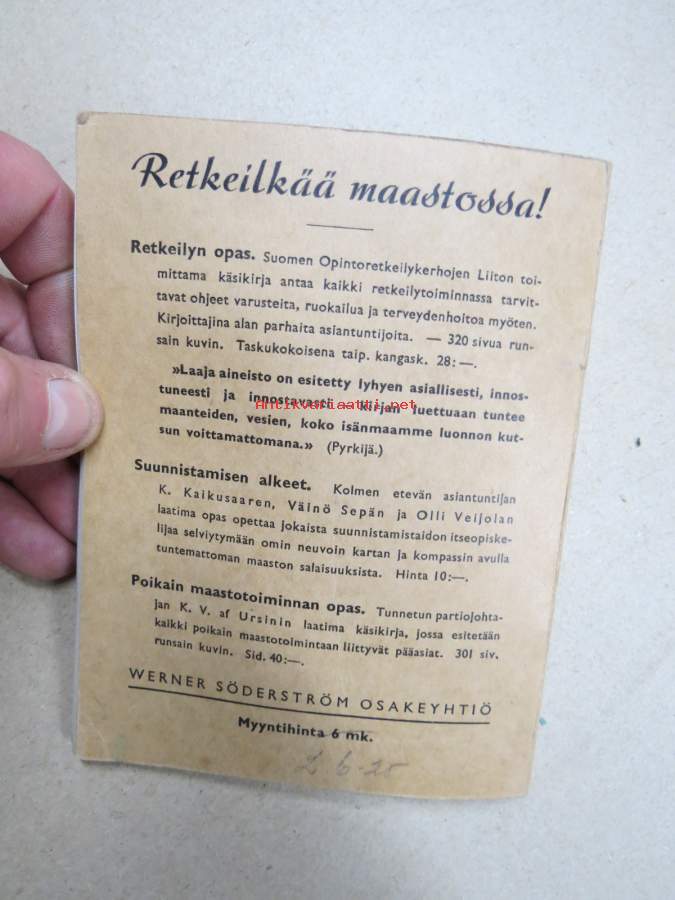 Retkeilkää maastossa!
Retkeilyn opas. Suomen Opintoretkeilykerhojen Liiton toi-
mittama käsikirja antaa kaikki retkeilytoiminnassa tarvit-
tavat ohjeet varusteita, ruokailua ja terveydenhoitoa myöten.
Kirjoittajina alan parhaita asiantuntijoita. — 320 sivua run-
sain kuvin. Taskukokoisena taip. kangask. 28: —.
»Laaja aineisto on esitetty lyhyen asiallisesti, innos-
tuneesti ja innostavasti. Kirjan luettuaan tuntee
Antikvariaatti.net
maanteiden, vesien, koko isänmaamme luonnon kut-
sun voittamattomana.» (Pyrkijä.)
Suunnistamisen alkeet. Kolmen etevän asiantuntijan
K. Kaikusaaren, Väinö Sepän ja Olli Veijolan
laatima opas opettaa jokaista suunnistamistaidon itseopiske-
lijaa selviytymään omin neuvoin kartan ja kompassin avulla
tuntemattoman maaston salaisuuksista. Hinta 10:—.
Poikain maastotoiminnan opas. Tunnetun partiojohta-
jan K. V. af Ursinin laatima käsikirja, jossa esitetään
kaikki poikain maastotoimintaan liittyvät pääasiat. 301 siv.
runsain kuvin. Sid. 40:—.
WERNER SÖDERSTRÖM OSAKEYHTIÖ
Myyntihinta 6 mk.